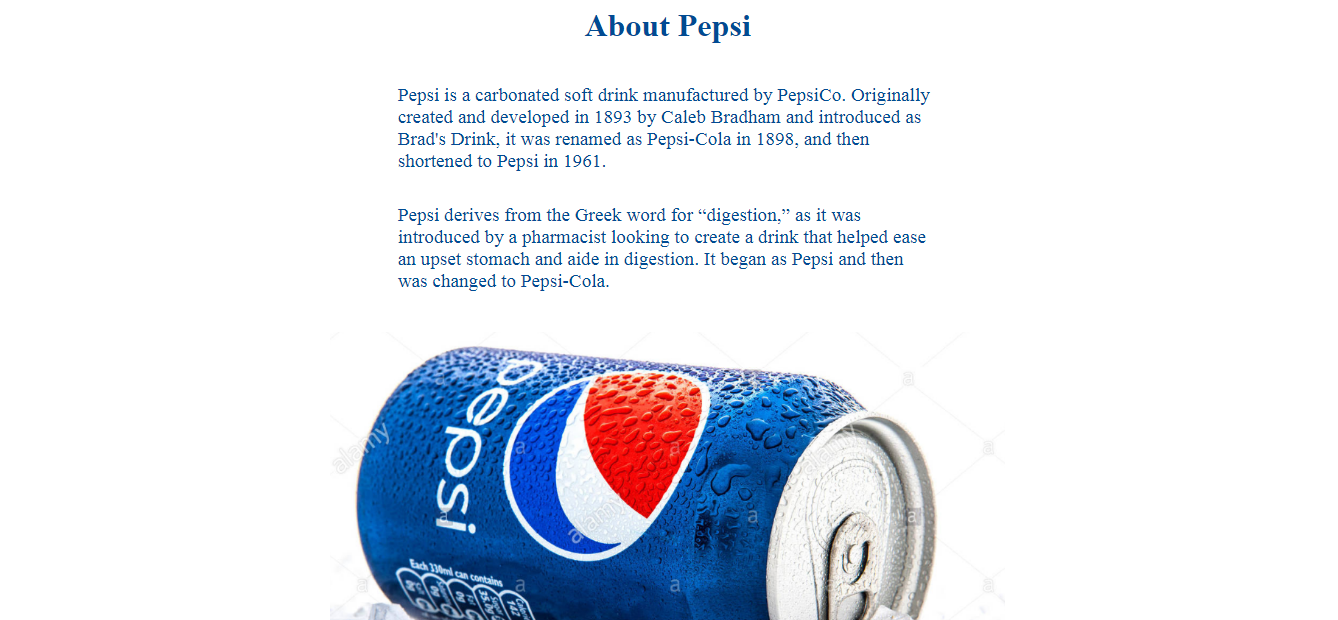 About Pepsi
Pepsi is a carbonated soft drink manufactured by PepsiCo. Originally
created and developed in 1893 by Caleb Bradham and introduced as
Brad's Drink, it was renamed as Pepsi-Cola in 1898, and then
shortened to Pepsi in 1961.
Pepsi derives from the Greek word for “digestion,” as it was
introduced by a pharmacist looking to create a drink that helped ease
an upset stomach and aide in digestion. It began as Pepsi and then
was changed to Pepsi-Cola.
pepsi
alamy
alamy
a
a
a
a
a
a
a
a
a
Each 330ml can contains